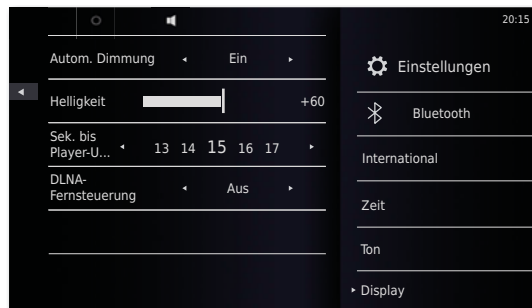 20:15
Autom. Dimmung Ein
Helligkeit +60
Sek. bis
Player-U... 13 14 15 16 17
DLNA-
Fernsteuerung Aus
Einstellungen
Bluetooth
International
Zeit
Ton
Display